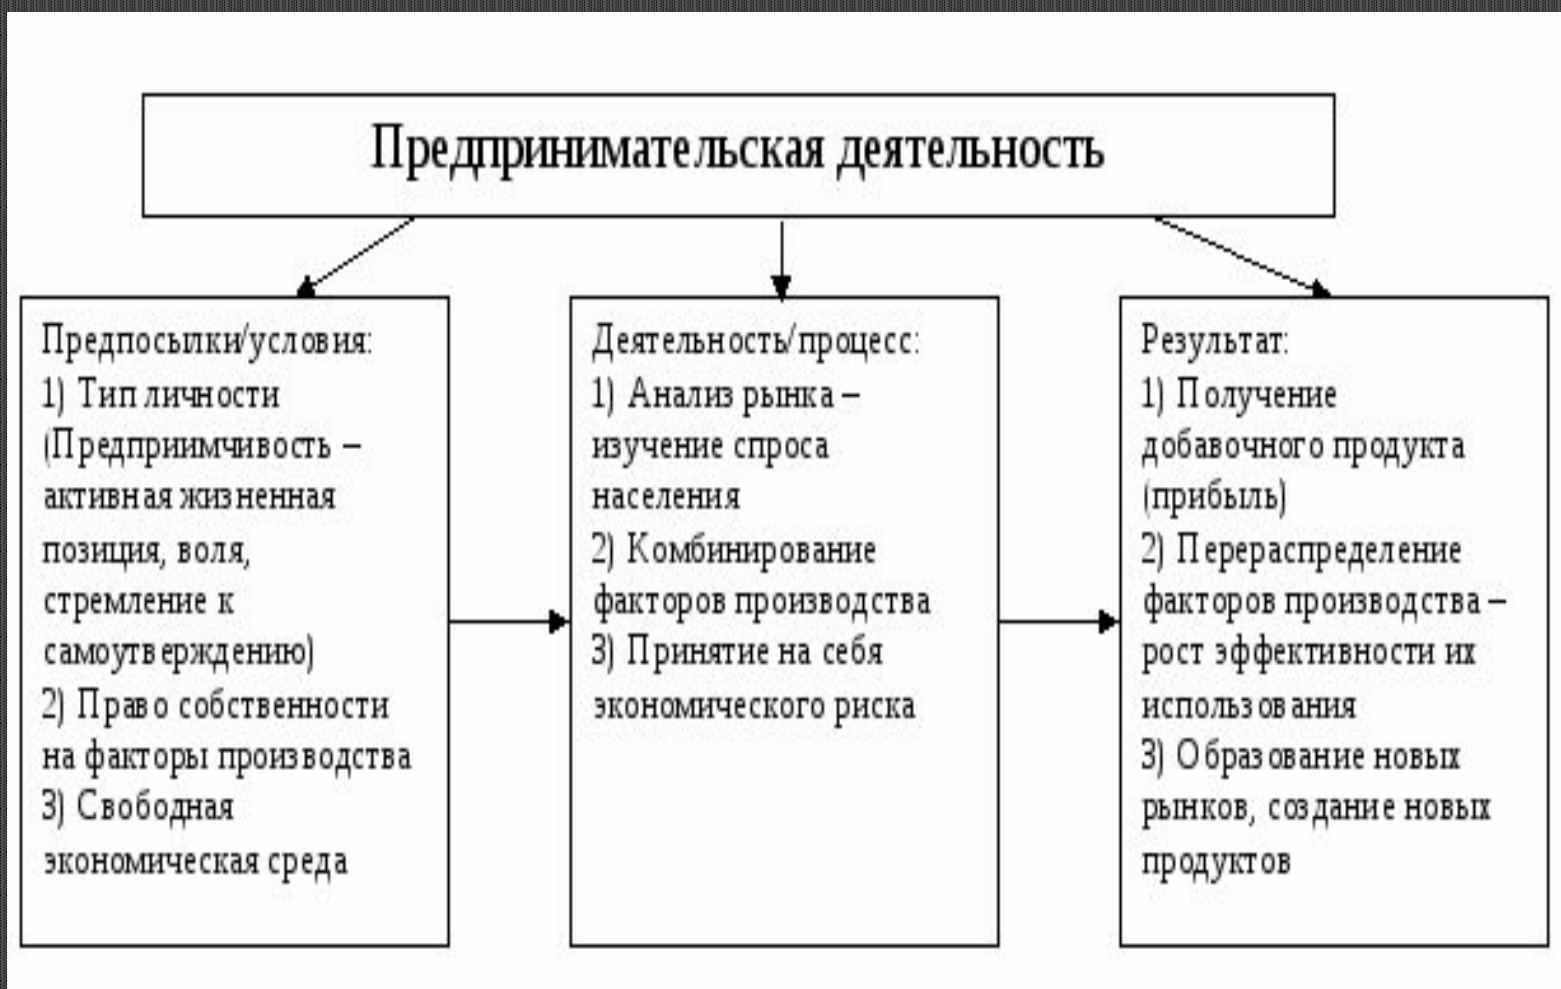 Предпринимательская деятельность
Предпосылки/условия:
1) Тип личности
(Предприимчивость –
активная жизненная
позиция, воля,
стремление к
самоутверждению)
2) Право собственности
на факторы производства
3) Свободная
экономическая среда
Деятельность/процесс:
1) Анализ рынка –
изучение спроса
населения
2) Комбинирование
факторов производства
3) Принятие на себя
экономического риска
Результат:
1) Получение
добавочного продукта
(прибыль)
2) Перераспределение
факторов производства –
рост эффективности их
использования
3) Образование новых
рынков, создание новых
продуктов